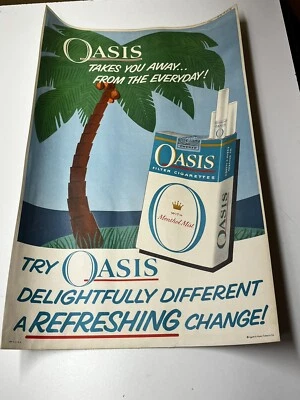 OASIS
TAKES YOU AWAY..
FROM THE EVERYDAY!
OASIS
FILTER CIGARETTES
WITH
Menthol Mist
OASIS
TRY OASIS
DELIGHTFULLY DIFFERENT
A REFRESHING CHANGE!